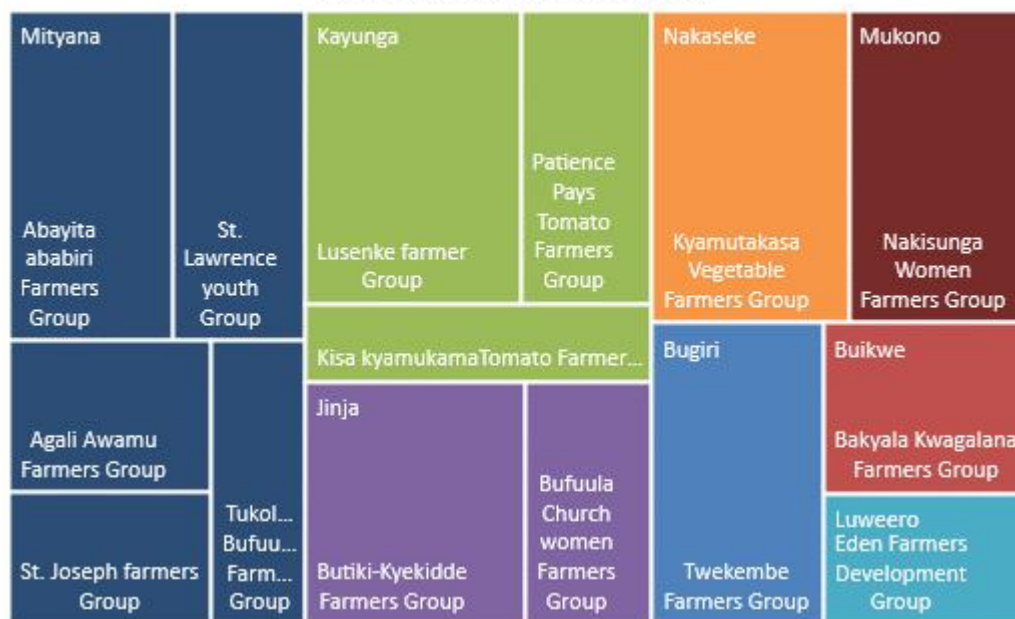 Mityana
Abayita
ababiri
Farmers
Group
St.
Lawrence
youth
Group
Agali Awamu
Farmers Group
St. Joseph farmers
Group
Tukol...
Bufuu...
Farm...
Group
Kayunga
Lusenke farmer
Group
Patience
Pays
Tomato
Farmers
Group
Kisa kyamukamaTomato Farmer...
Jinja
Butiki-Kyekidde
Farmers Group
Bufuula
Church
women
Farmers
Group
Nakaseke
Kyamutakasa
Vegetable
Farmers Group
Mukono
Nakisunga
Women
Farmers Group
Bugiri
Twekembe
Farmers Group
Buikwe
Bakyala Kwagalana
Farmers Group
Luweero
Eden Farmers
Development
Group